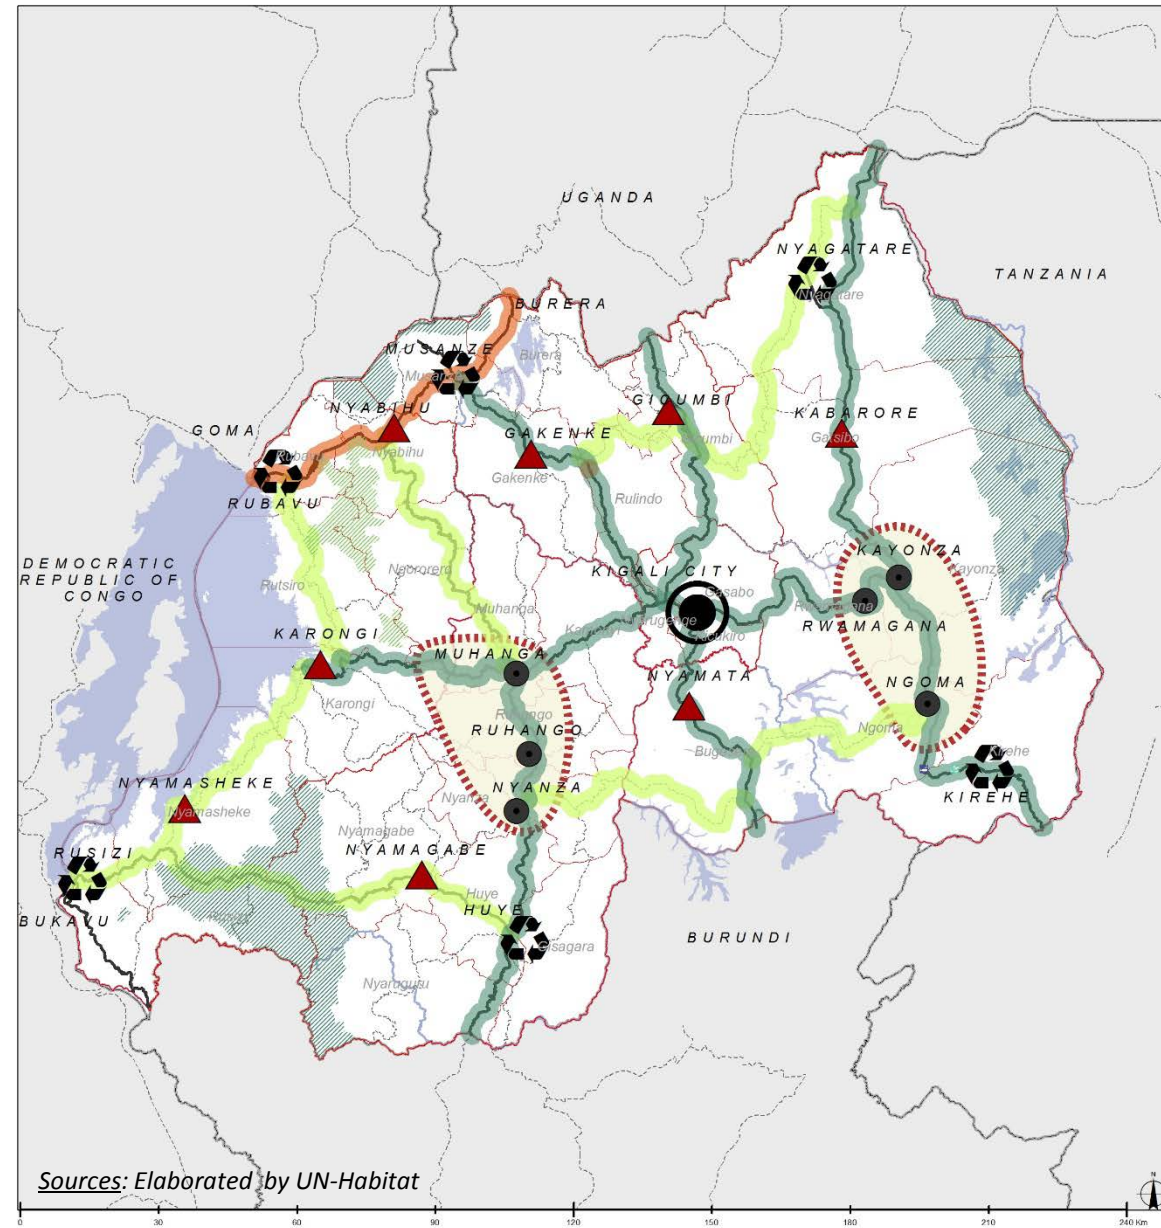 UGANDA
NYAGATARE
TANZANIA
Nyagatare
BURERA
MUSANZE
Burera
Musanze
NYABIHU
GICUMBI
KABARORE
GOMA
GAKENKE
Gicumbi
Gatsibo
Rubavu
Nyabihu
Gakenke
Rulindo
RUBAVU
KAYONZA
DEMOCRATIC
REPUBLIC OF
CONGO
Ngororero
KIGALI CITY
Kayonza
Rutsiro
Gasabo
Muhanga
Rwamagana
Nyarugenge
RWAMAGANA
KARONGI
Kamonyi
Kicukiro
MUHANGA
NYAMATA
NGOMA
Karongi
Ruhango
RUHANGO
Ngoma
Bugesera
Kirehe
NYAMASHEKE
NYANZA
Nyanza
KIREHE
Nyamasheke
Nyamagabe
RUSIZI
NYAMAGABE
Huye
HUYE
BUKAVU
Rusizi
BURUNDI
Gisagara
Nyaruguru
Sources: Elaborated by UN-Habitat
N
0 30 60 90 120 150 180 210 240 Km